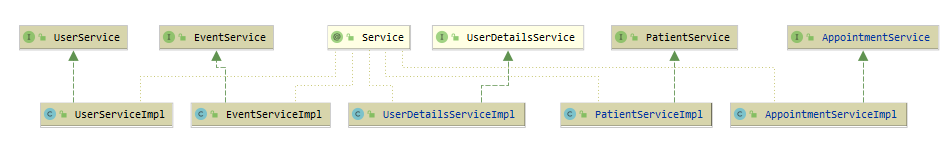 UserService
EventService
Service
UserDetailsService
PatientService
AppointmentService
UserServiceImpl
EventServiceImpl
UserDetailsServiceImpl
PatientServiceImpl
AppointmentServiceImpl